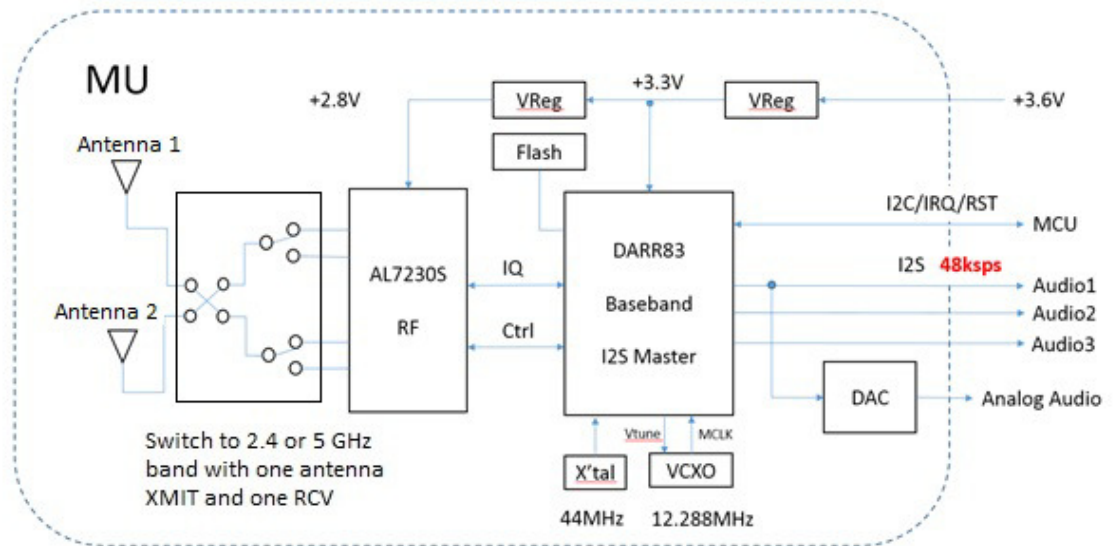 MU
+2.8V
VReg
+3.3V
VReg
+3.6V
Antenna 1
Flash
I2C/IRQ/RST
MCU
DARR83
Baseband
I2S Master
AL7230S
RF
IQ
Ctrl
I2S 48ksps
Audio1
Audio2
Audio3
Antenna 2
DAC
Analog Audio
Switch to 2.4 or 5 GHz
band with one antenna
XMIT and one RCV
Vtune
MCLK
X'tal
VCXO
44MHz
12.288MHz